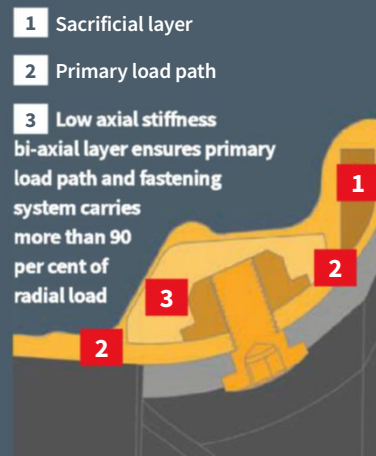 1 Sacrificial layer
2 Primary load path
3 Low axial stiffness
bi-axial layer ensures primary
load path and fastening
system carries
more than 90
per cent of
radial load
1
2
3
2